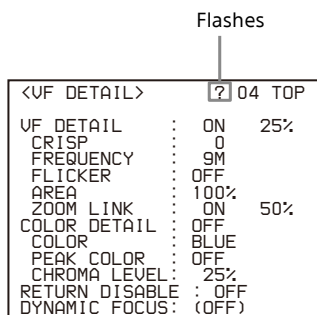 Flashes
<VF DETAIL> ? 04 TOP
VF DETAIL : ON 25%
CRISP : 0
FREQUENCY : 9M
FLICKER : OFF
AREA : 100%
ZOOM LINK : ON 50%
COLOR DETAIL : OFF
COLOR : BLUE
PEAK COLOR : OFF
CHROMA LEVEL: 25%
RETURN DISABLE : OFF
DYNAMIC FOCUS: (OFF)